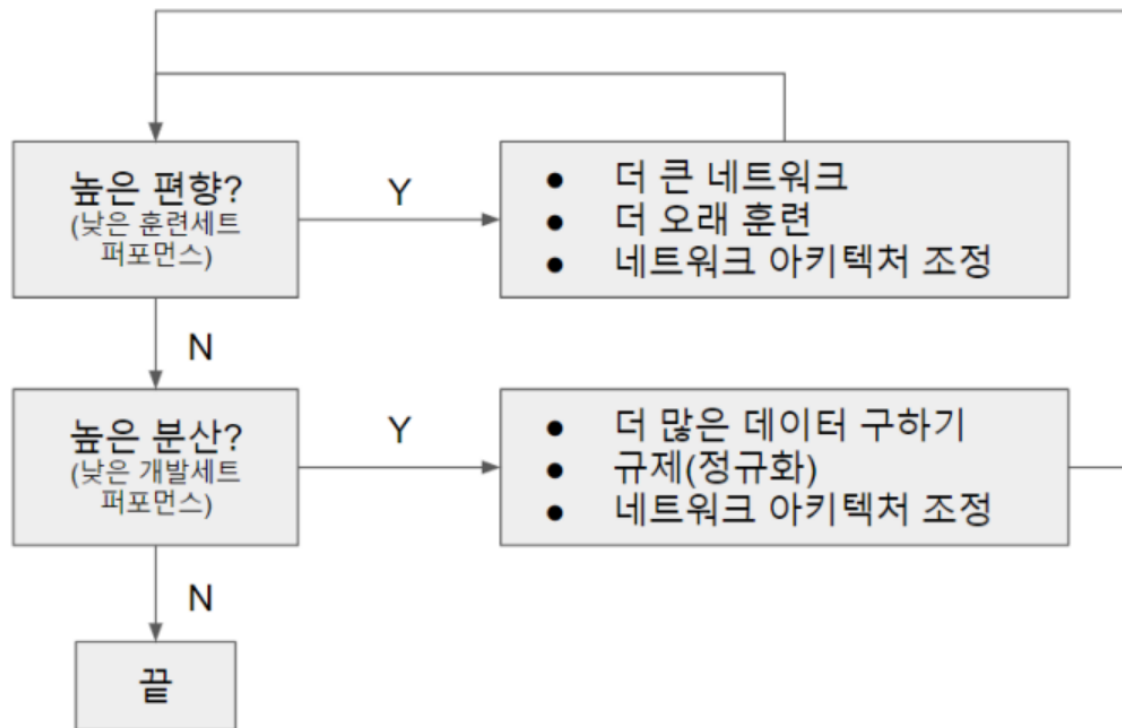 높은 편향?
(낮은 훈련세트
퍼포먼스)
Y
● 더 큰 네트워크
● 더 오래 훈련
● 네트워크 아키텍처 조정
N
높은 분산?
(낮은 개발세트
퍼포먼스)
Y
● 더 많은 데이터 구하기
● 규제(정규화)
● 네트워크 아키텍처 조정
N
끝